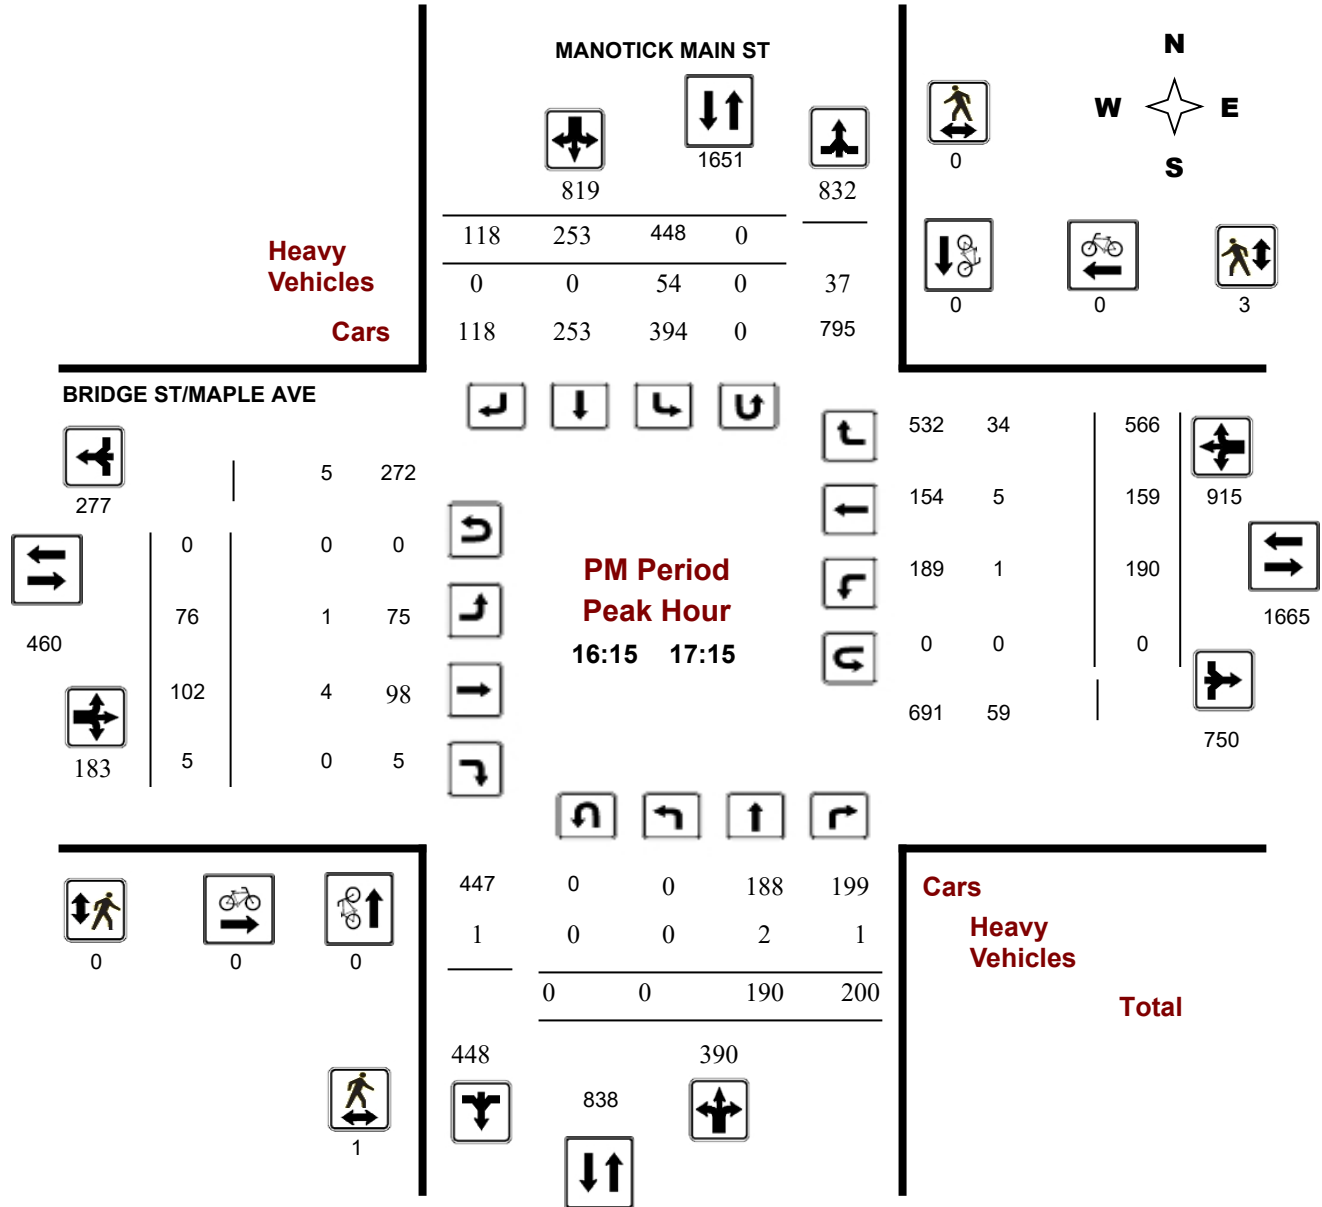 MANOTICK MAIN ST
N
W E
S
1651
0
819 832
118 253 448 0
Heavy
Vehicles
0 0 54 0 37
0 0 3
Cars
118 253 394 0 795
BRIDGE ST/MAPLE AVE
532 34 566
5 272
277
154 5 159 915
0 0 0
PM Period
189 1 190
Peak Hour
76 1 75
1665
460
16:15 17:15
0 0 0
102 4 98
691 59
750
183 5 0 5
447 0 0 188 199
Cars
1 0 0 2 1
Heavy
Vehicles
0 0 0
0 0 190 200
Total
448 390
838
1